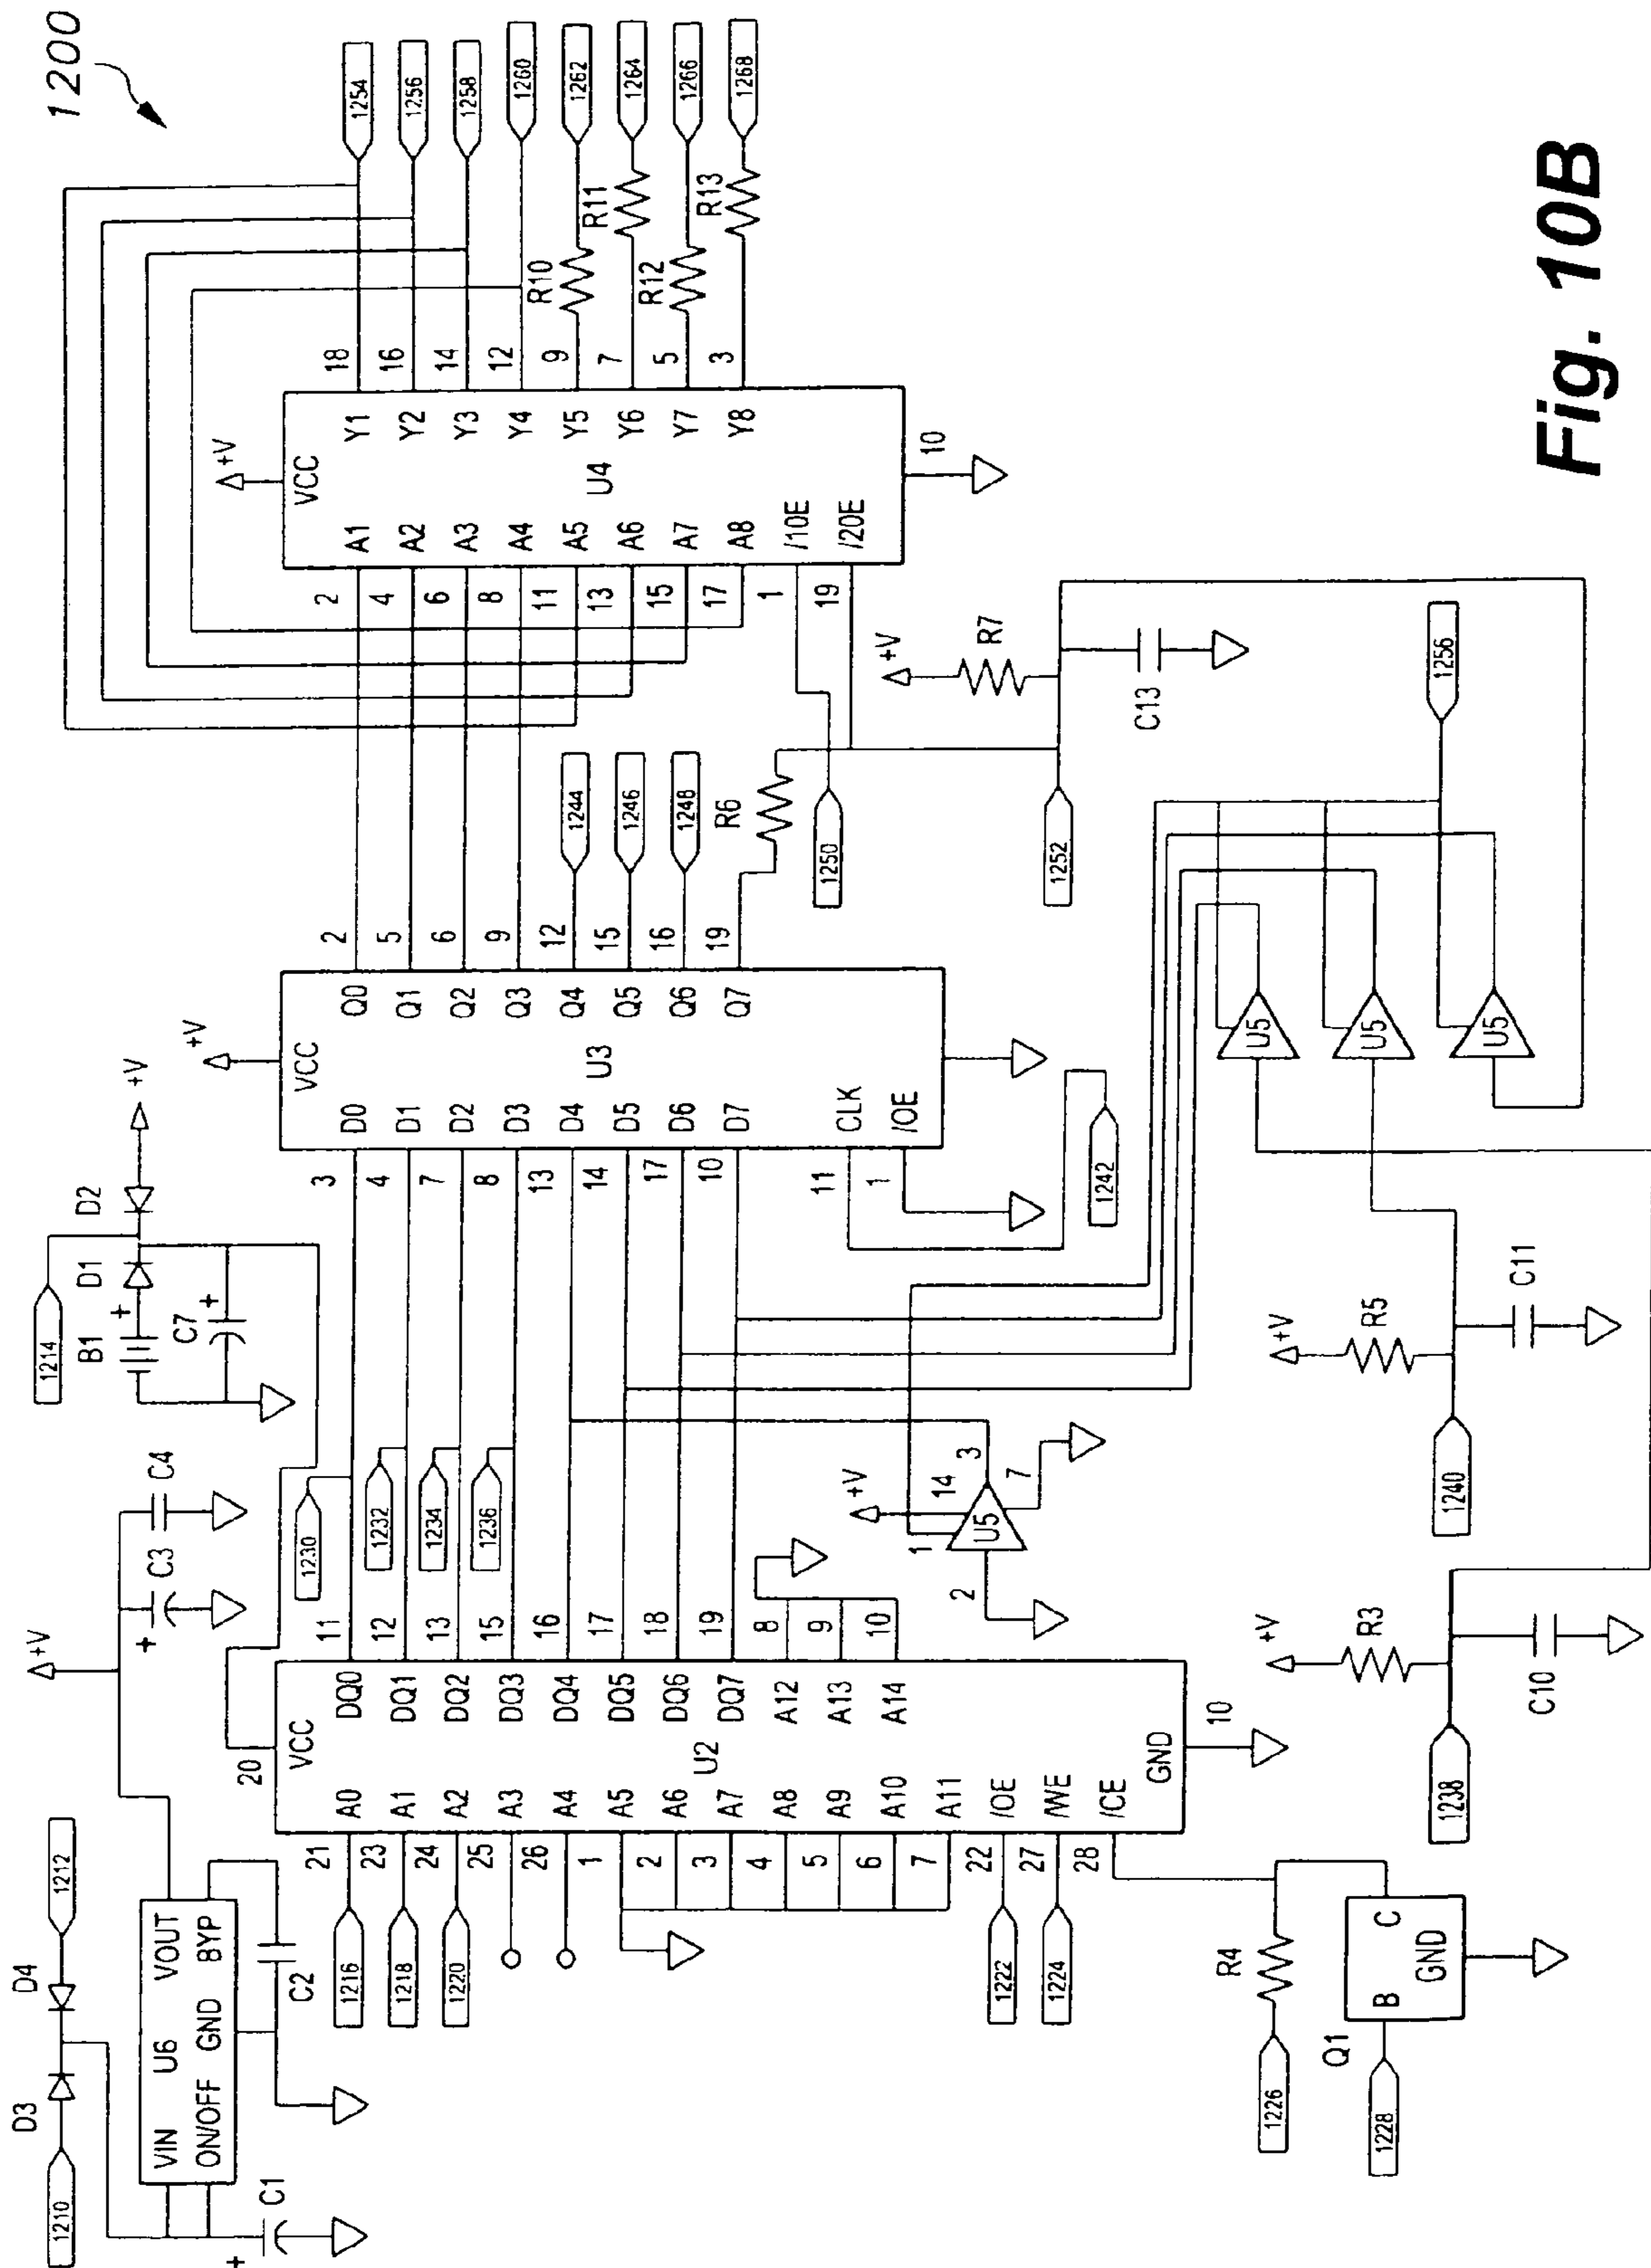 1200
1210
D3
D4
1212
VIN U6 VOUT
ON/OFF GND BYP
C1
+
C2
+V
+
C3
C4
1214
B1
+
D1
D2
+V
C7
+
1216
1218
1220
1222
1224
1226
R4
1228
Q1
B
C
GND
21
23
24
25
26
1
2
3
4
5
6
7
22
27
28
20
VCC
A0
A1
A2
A3
A4
A5
A6
A7
A8
A9
A10
A11
/OE
/WE
/CE
U2
DQ0
DQ1
DQ2
DQ3
DQ4
DQ5
DQ6
DQ7
A12
A13
A14
GND
10
11
12
13
15
16
17
18
19
8
9
10
1230
1232
1234
1236
+V
1
14
U5
2
3
7
1238
+V
R3
C10
1240
+V
R5
C11
3
4
7
8
13
14
17
10
11
1
1242
+V
VCC
D0
D1
D2
D3
D4
D5
D6
D7
CLK
/OE
U3
Q0
Q1
Q2
Q3
Q4
Q5
Q6
Q7
2
5
6
9
12
15
16
19
1244
1246
1248
R6
1250
1252
U5
U5
U5
+V
R7
C13
1256
2
4
6
8
11
13
15
17
1
19
+V
VCC
A1
A2
A3
A4
A5
A6
A7
A8
/10E
/20E
U4
Y1
Y2
Y3
Y4
Y5
Y6
Y7
Y8
10
18
16
14
12
9
7
5
3
R10
R11
R12
R13
1254
1256
1258
1260
1262
1264
1266
1268
Fig. 10B